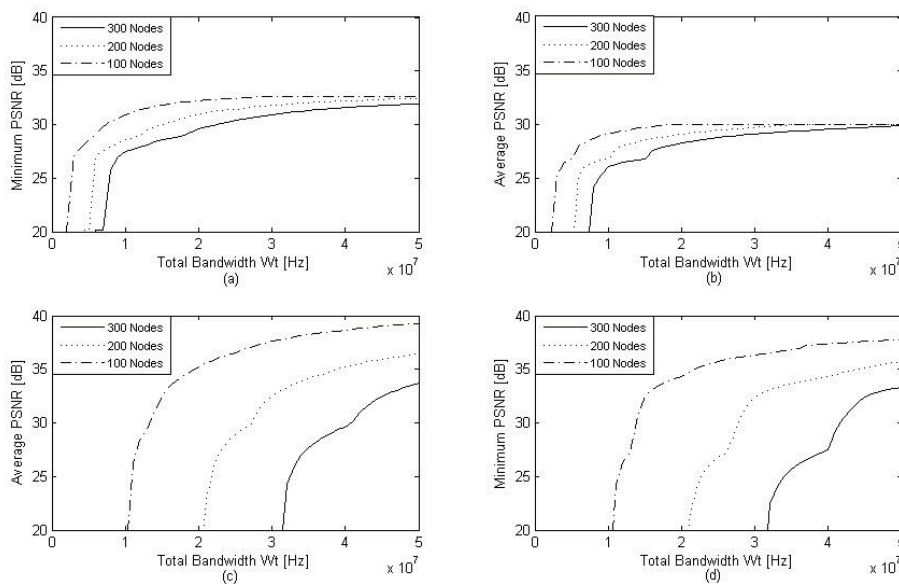 40
35
30
25
20
Minimum PSNR [dB]
300 Nodes
200 Nodes
100 Nodes
0 1 2 3 4 5
Total Bandwidth Wt [Hz]
x 10^7
(a)
40
35
30
25
20
Average PSNR [dB]
300 Nodes
200 Nodes
100 Nodes
0 1 2 3 4 5
Total Bandwidth Wt [Hz]
x 10^7
(b)
40
35
30
25
20
Average PSNR [dB]
300 Nodes
200 Nodes
100 Nodes
0 1 2 3 4 5
Total Bandwidth Wt [Hz]
x 10^7
(c)
40
35
30
25
20
Minimum PSNR [dB]
300 Nodes
200 Nodes
100 Nodes
0 1 2 3 4 5
Total Bandwidth Wt [Hz]
x 10^7
(d)